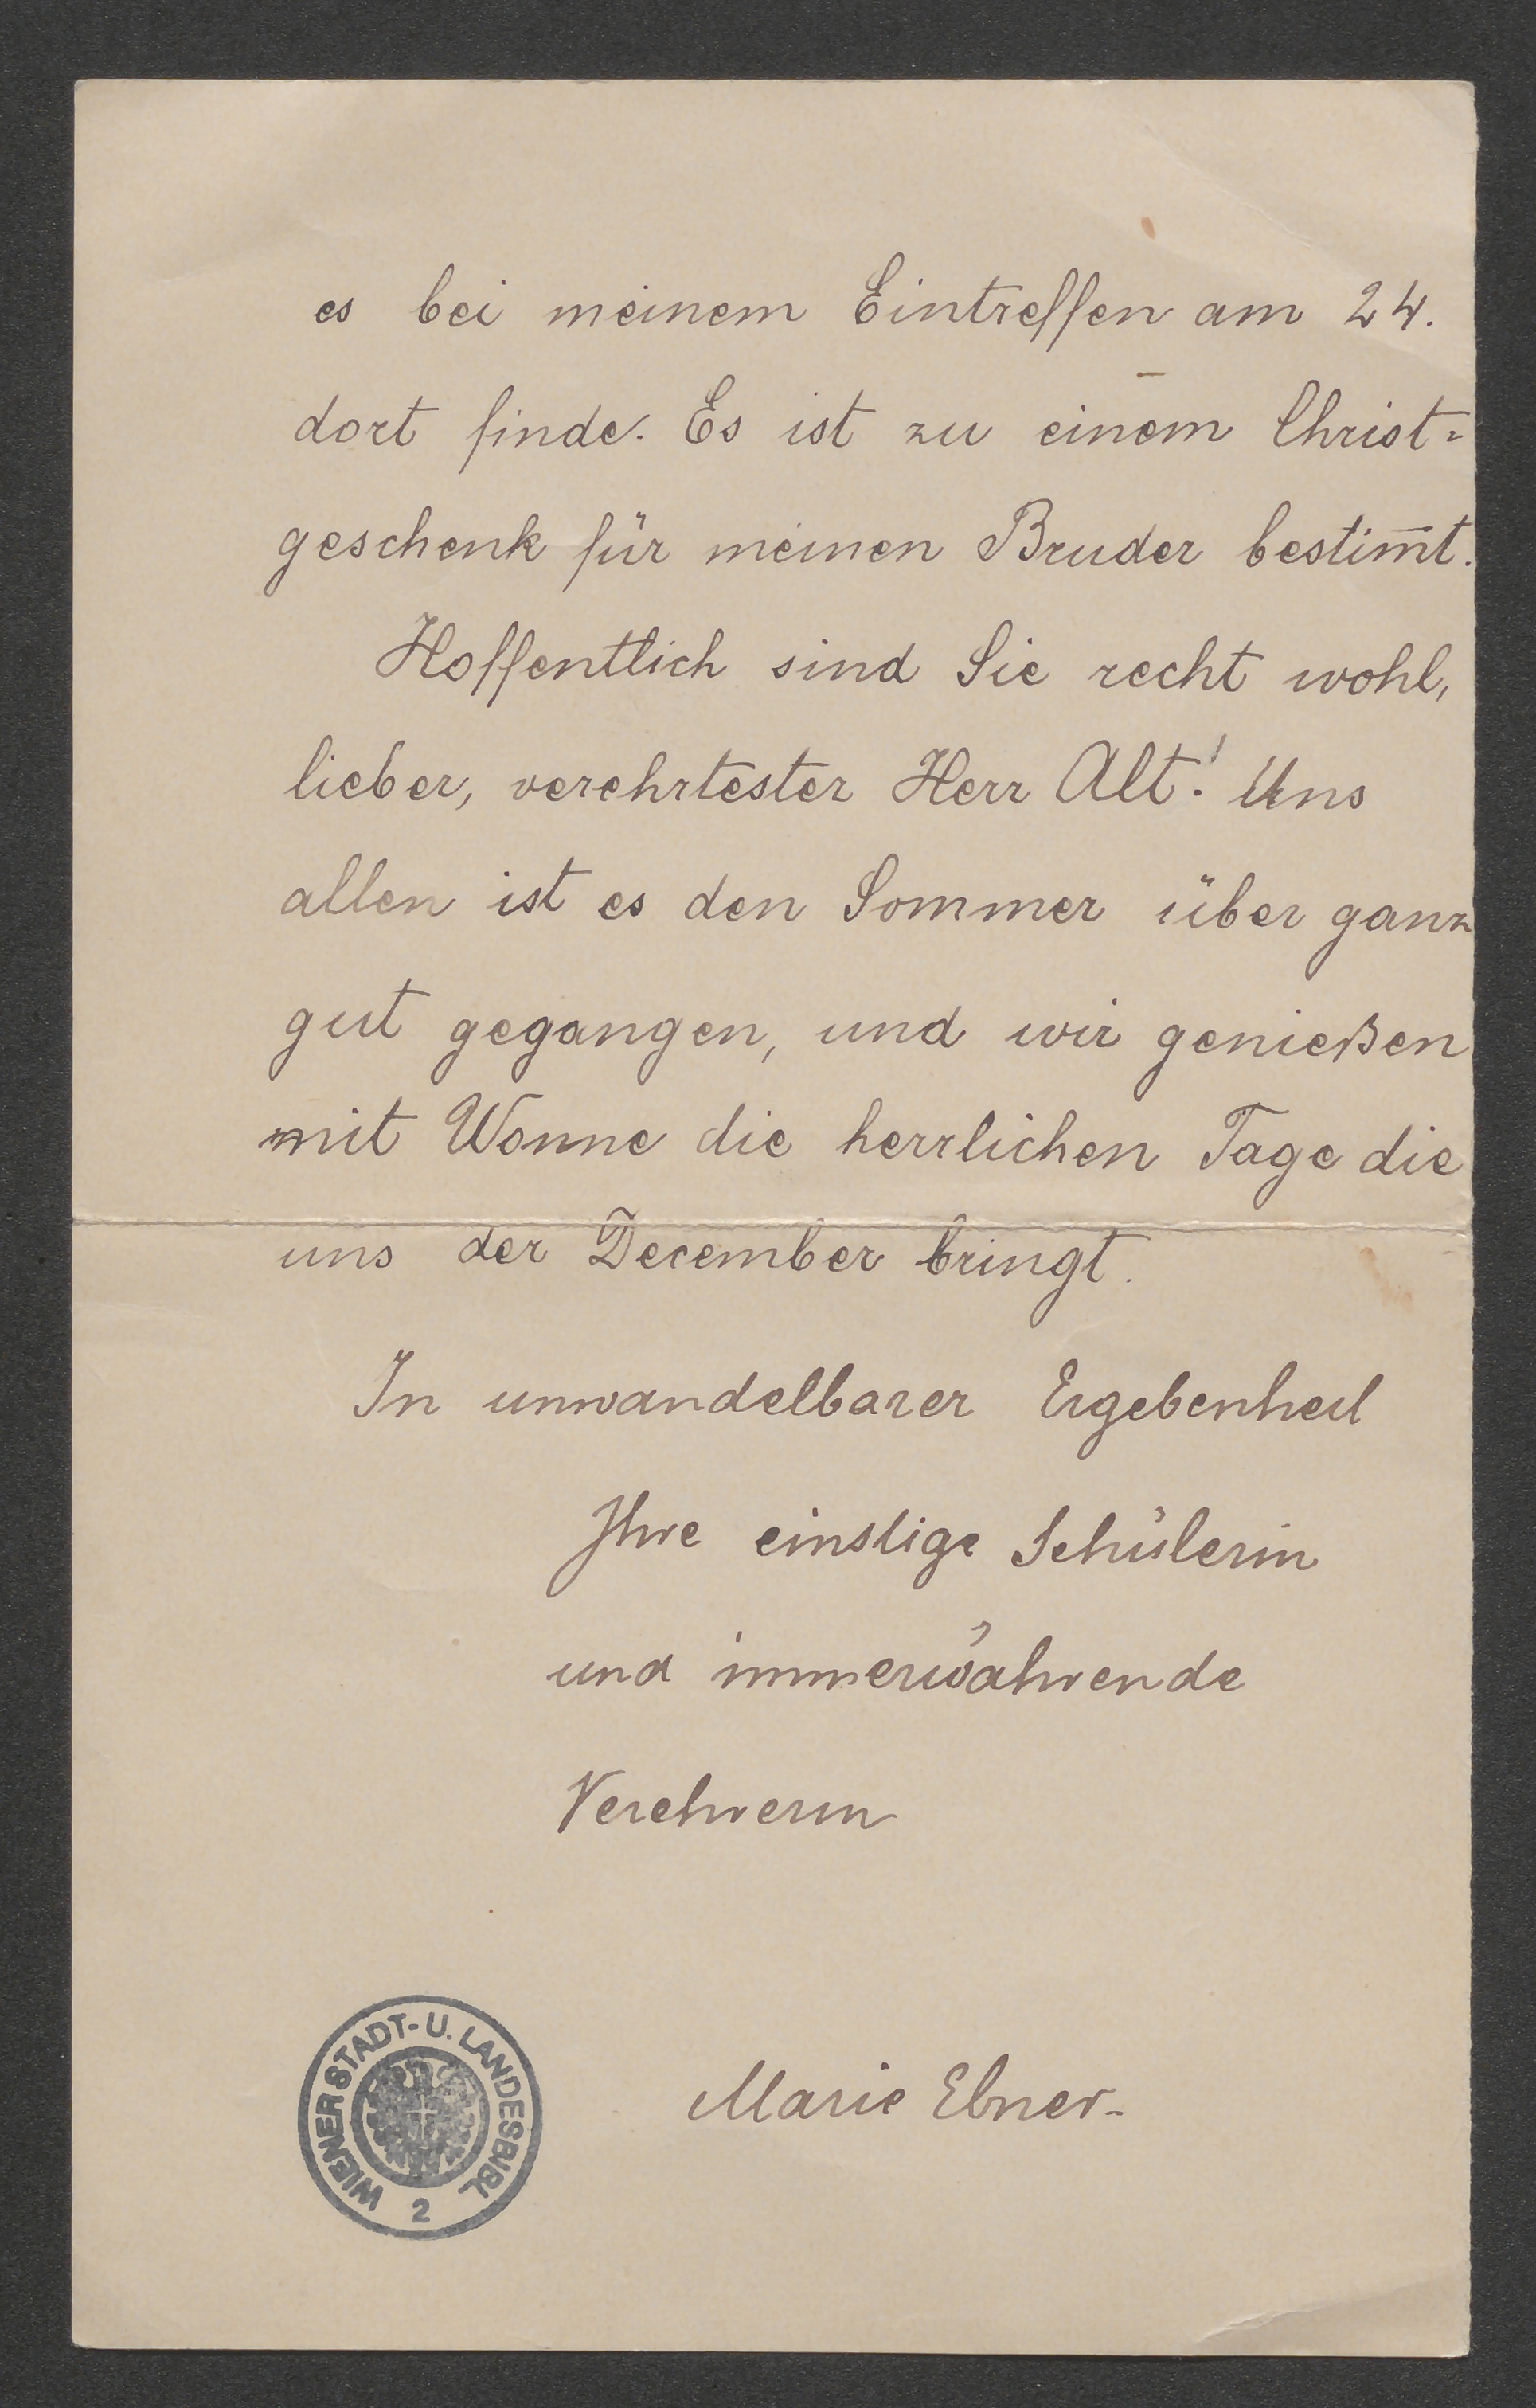 es bei meinem Eintreffen am 24.
dort finde. Es ist zu einem Christ=
geschenk für meinen Bruder bestim̄t.
Hoffentlich sind Sie recht wohl,
lieber, verehrtester Herr Alt! Uns
allen ist es den Sommer über ganz
gut gegangen, und wir genießen
mit Wonne die herrlichen Tage die
uns der December bringt.
In unwandelbarer Ergebenheit
Ihre einstige Schülerin
und immerwährende
Verehrerin
Marie Ebner-
WIENER STADT- U. LANDESBIBL
2